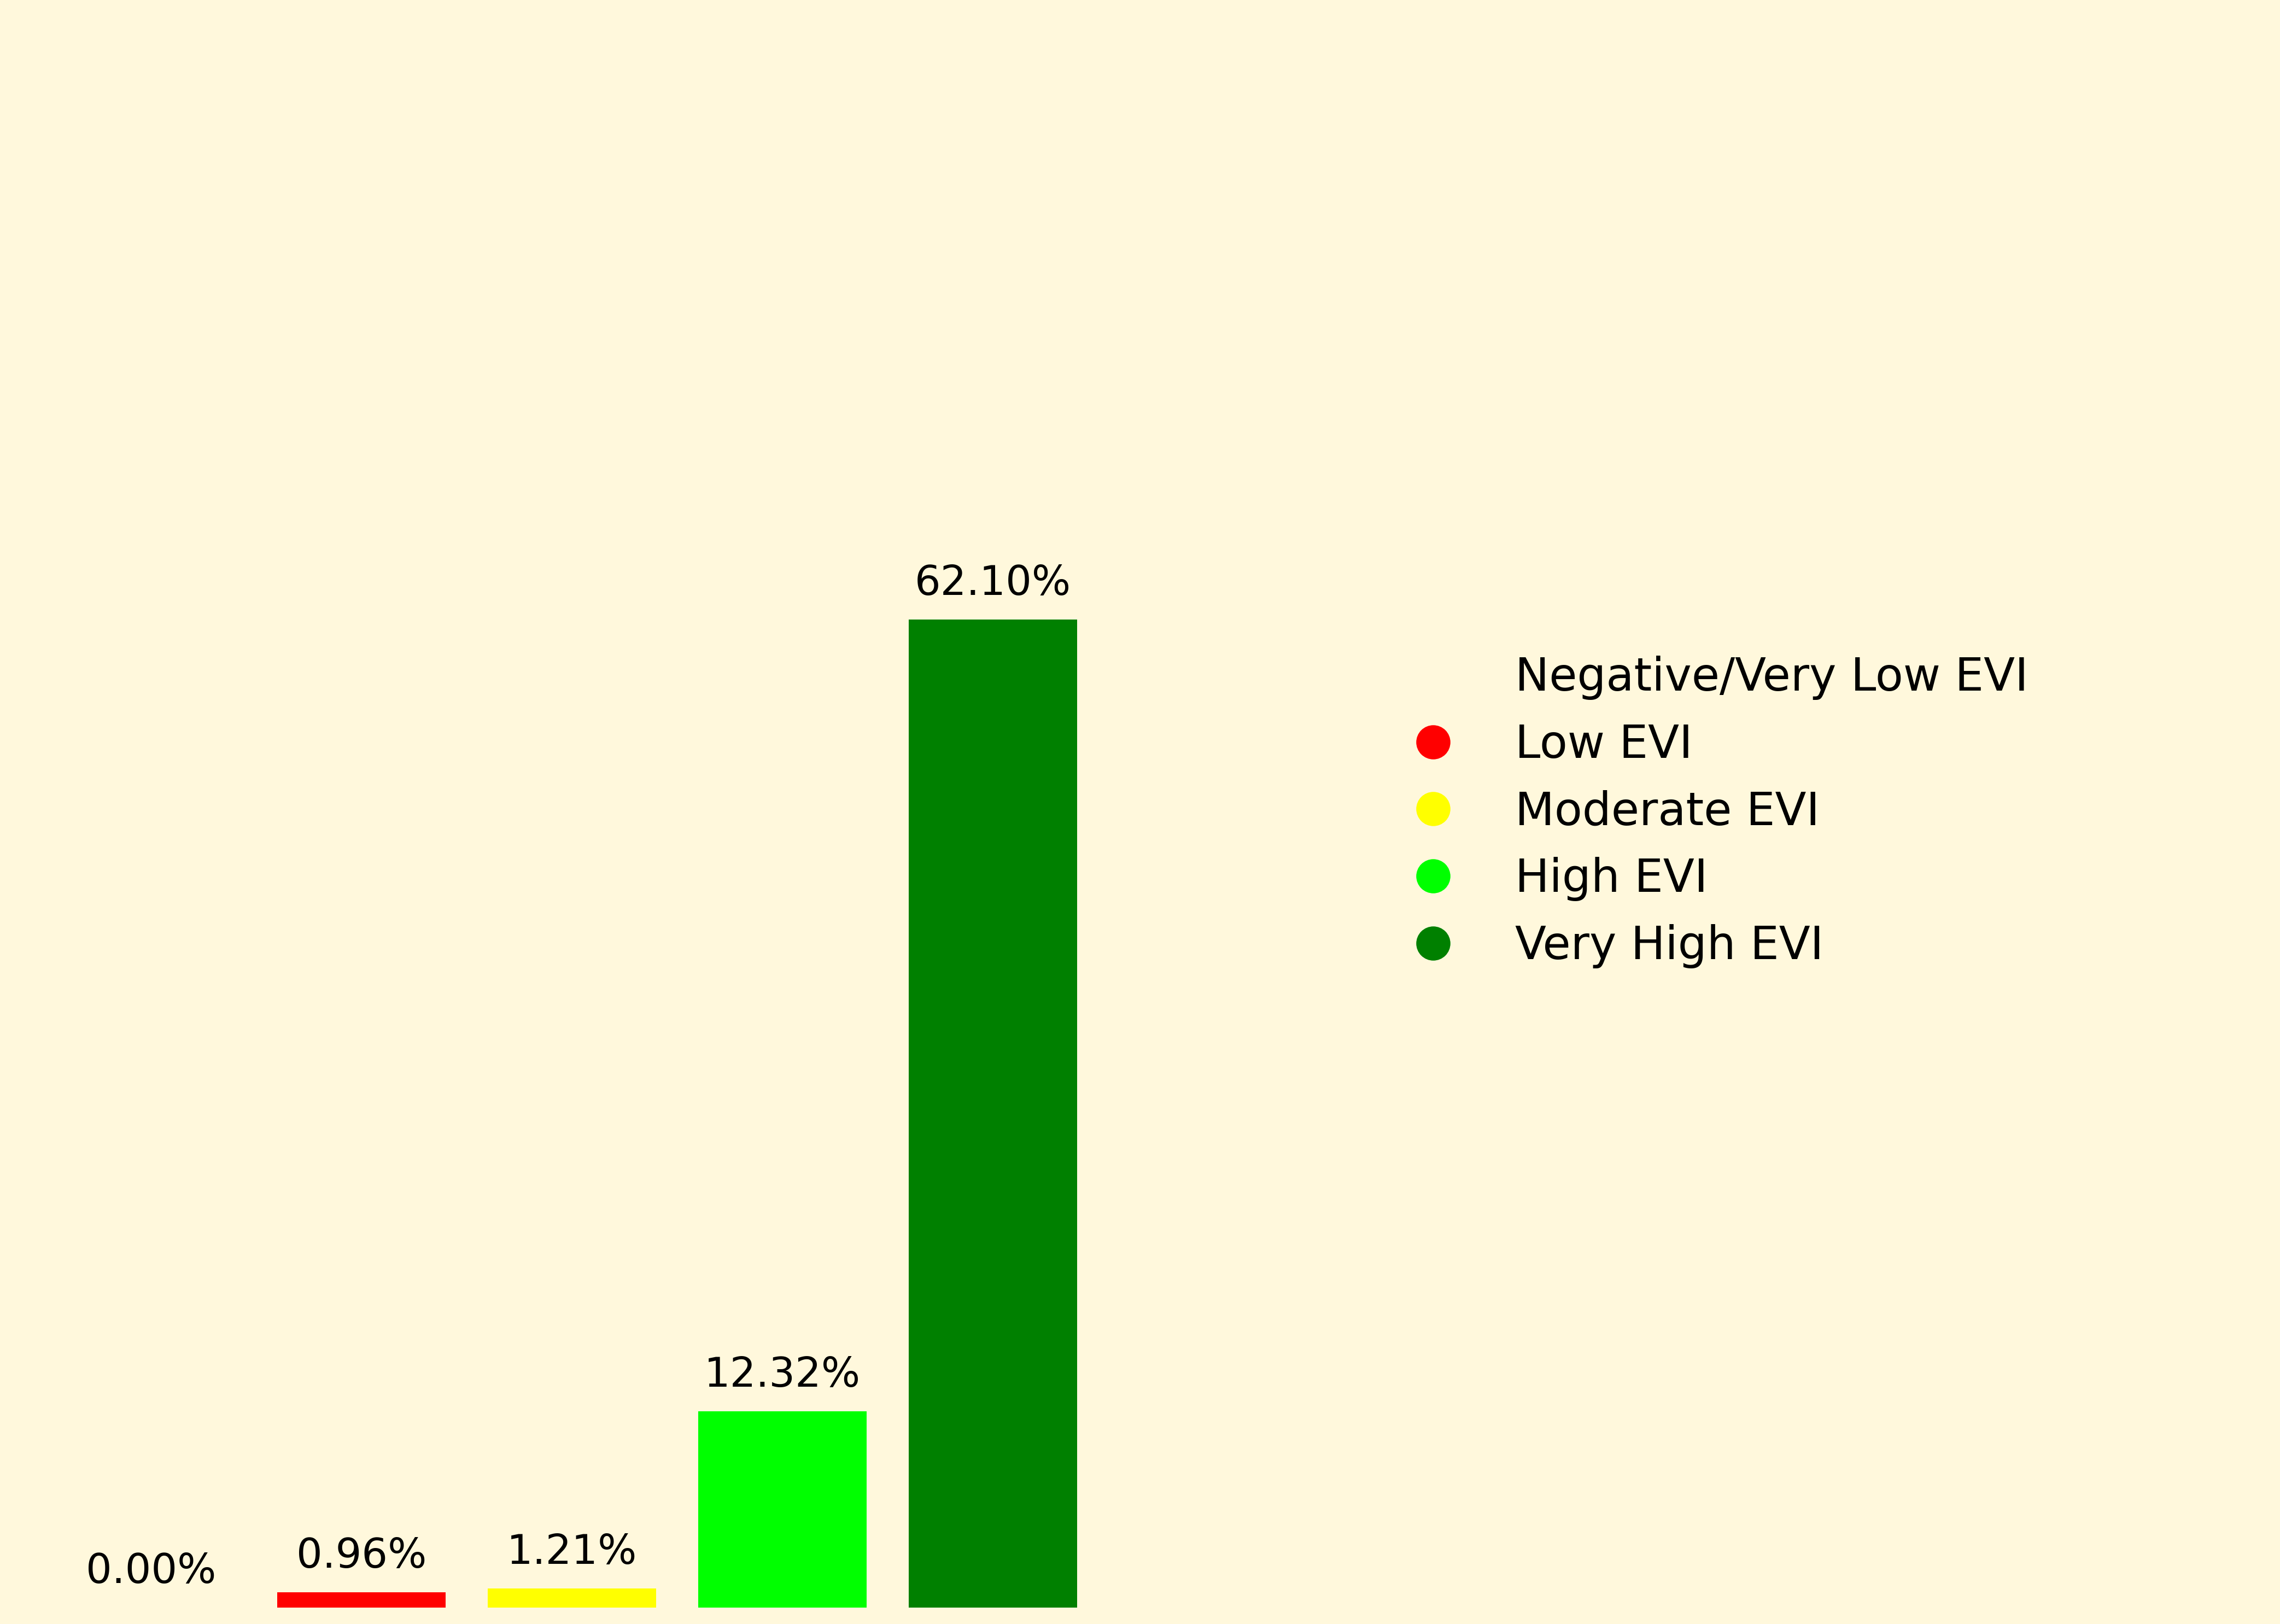 62.10%
Negative/Very Low EVI
Low EVI
Moderate EVI
High EVI
Very High EVI
12.32%
1.21%
0.96%
0.00%